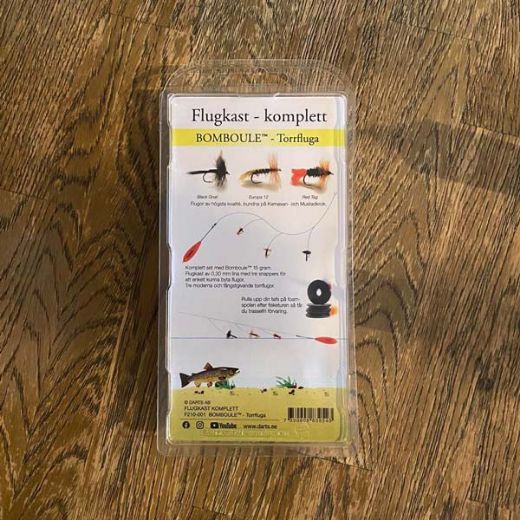 Flugkast - komplett
BOMBOULE™ - Torrfluga
Black Gnat
Europa 12
Red Tag
Flugor av högsta kvalité, bundna på Kamasan- och Mustadkrok.
Komplett set med Bomboule™ 15 gram.
Flugkast av 0,30 mm lina med tre snappers för
att enkelt kunna byta flugor.
Tre moderna och fångstgivande torrflugor.
Rulla upp din tafs på foam-
spolen efter fisketuren så får
du trasselfri förvaring.
© DARTS AB
FLUGKAST KOMPLETT
F210-001 BOMBOULE™ - Torrfluga
YouTube www.darts.ee